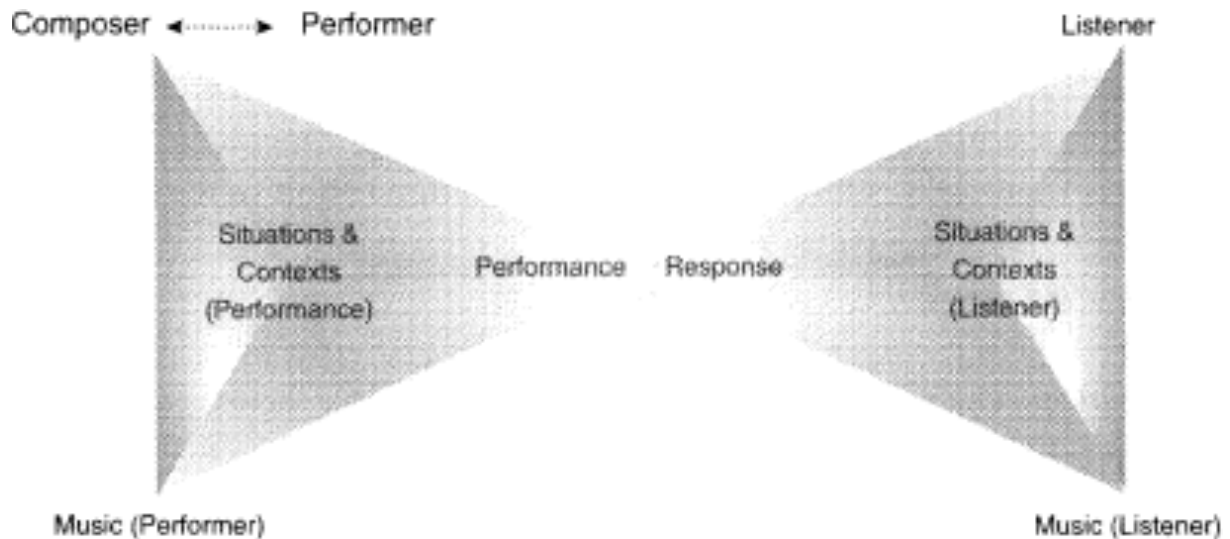 Composer Performer
Listener
Situations &
Contexts
(Performance)
Performance
Response
Situations &
Contexts
(Listener)
Music (Performer)
Music (Listener)